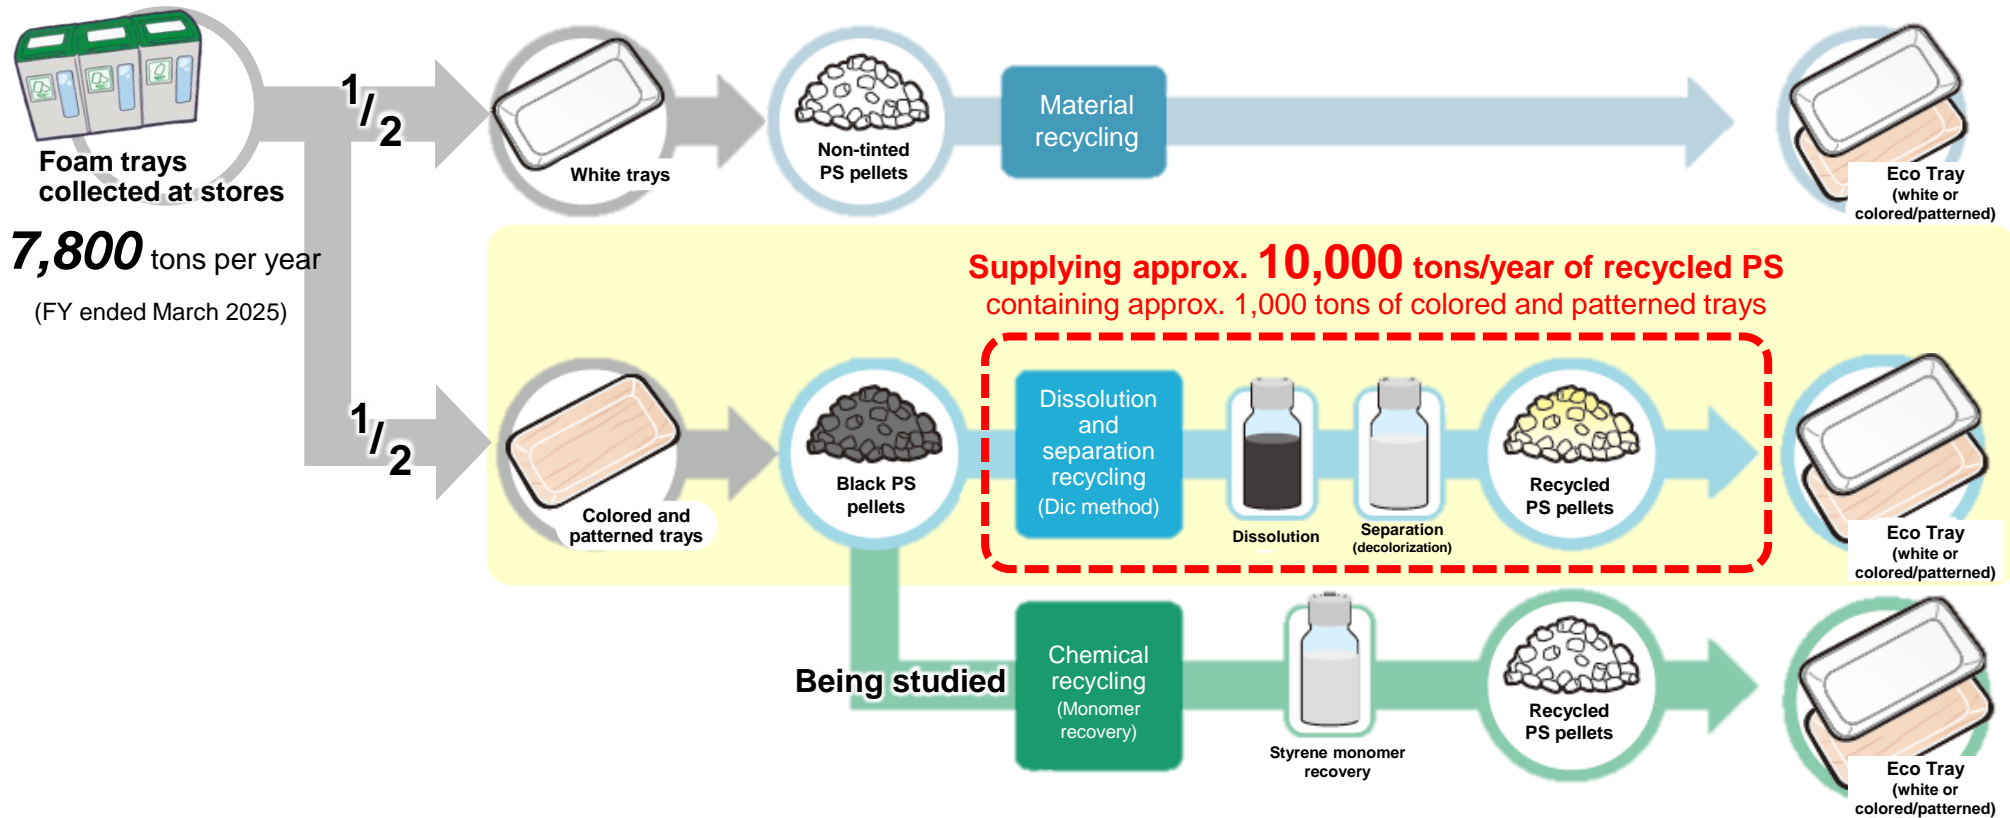 Foam trays
collected at stores
7,800 tons per year
(FY ended March 2025)
1/2
White trays
Non-tinted
PS pellets
Material
recycling
Eco Tray
(white or
colored/patterned)
Supplying approx. 10,000 tons/year of recycled PS
containing approx. 1,000 tons of colored and patterned trays
1/2
Colored and
patterned trays
Black PS
pellets
Dissolution
and
separation
recycling
(Dic method)
Dissolution
Separation
(decolorization)
Recycled
PS pellets
Eco Tray
(white or
colored/patterned)
Being studied
Chemical
recycling
(Monomer
recovery)
Styrene monomer
recovery
Recycled
PS pellets
Eco Tray
(white or
colored/patterned)